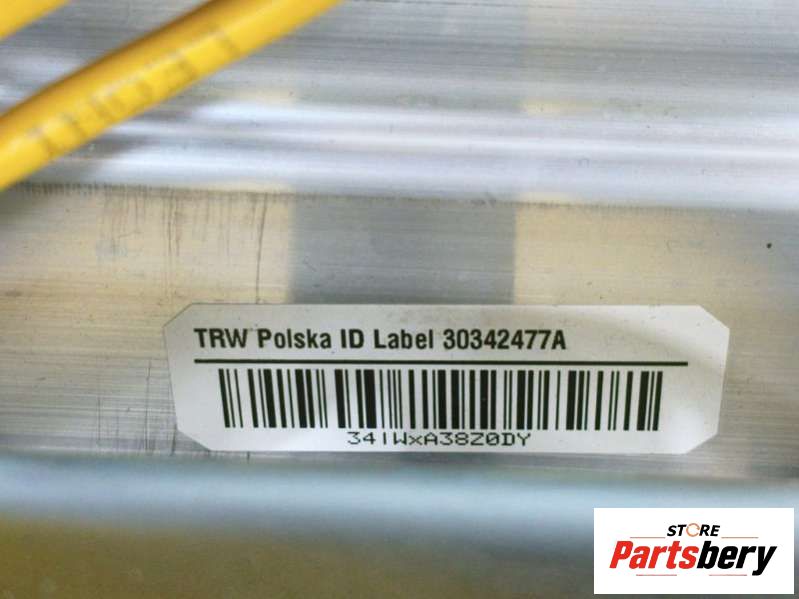 TRW Polska ID Label 30342477A
34IWxA38Z0DY
STORE
Partsbery